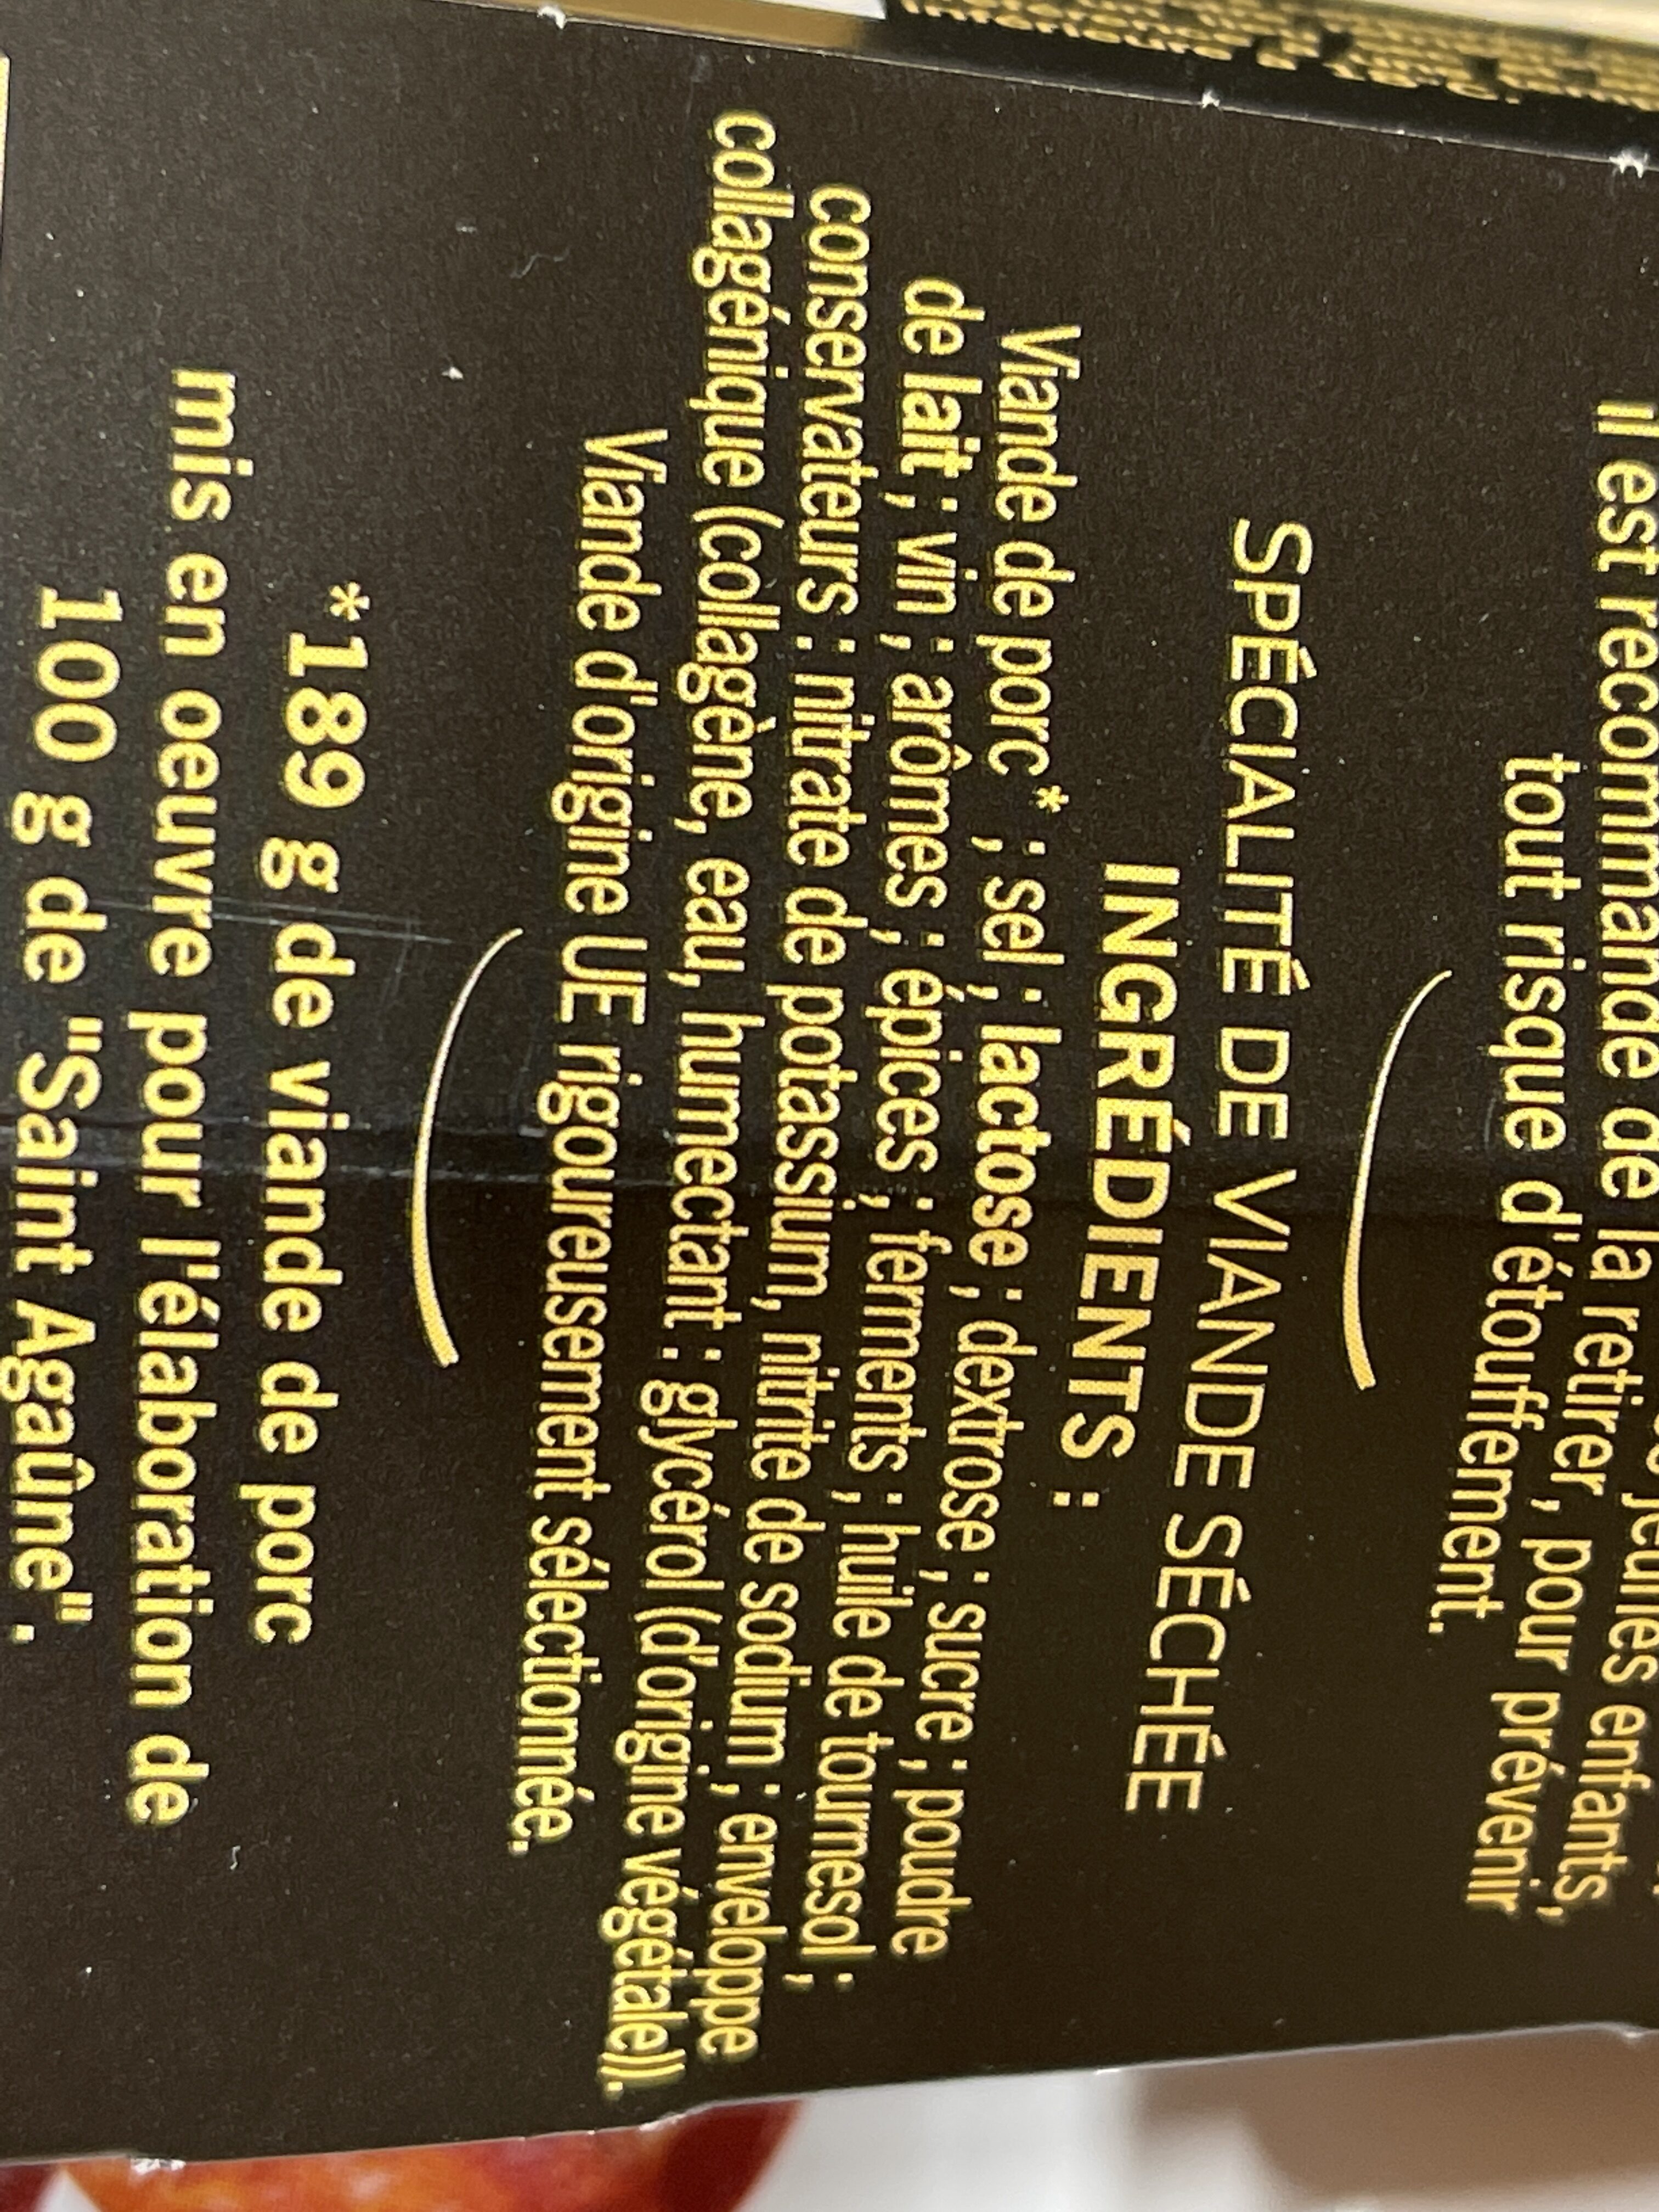 jeunes enfants,
Il est recommandé de la retirer, pour prévenir
tout risque d'étouffement.
SPÉCIALITÉ DE VIANDE SÉCHÉE
INGRÉDIENTS :
Viande de porc* ; sel ; lactose ; dextrose ; sucre ; poudre
de lait ; vin ; arômes ; épices ; ferments ; huile de tournesol ;
conservateurs : nitrate de potassium, nitrite de sodium ; enveloppe
collagénique (collagène, eau, humectant : glycérol (d'origine végétale)).
Viande d'origine UE rigoureusement sélectionnée.
*189 g de viande de porc
mis en oeuvre pour l'élaboration de
100 g de "Saint Agaûne".